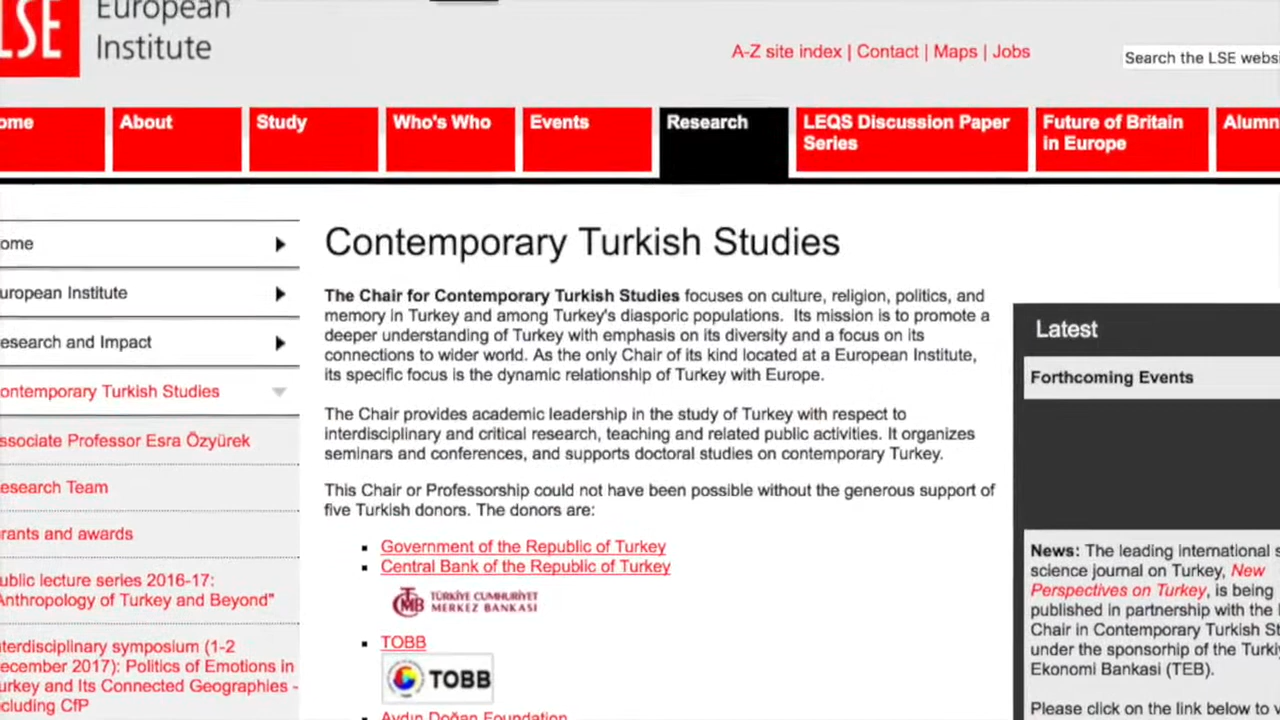 LSE
European
Institute
A-Z site index | Contact | Maps | Jobs
Search the LSE websi
ome
About
Study
Who's Who
Events
Research
LEQS Discussion Paper
Series
Future of Britain
in Europe
Alumn
ome
uropean Institute
esearch and Impact
ontemporary Turkish Studies
ssociate Professor Esra Özyürek
esearch Team
rants and awards
ublic lecture series 2016-17:
Anthropology of Turkey and Beyond"
nterdisciplinary symposium (1-2
ecember 2017): Politics of Emotions in
urkey and Its Connected Geographies -
cluding CfP
Contemporary Turkish Studies
The Chair for Contemporary Turkish Studies focuses on culture, religion, politics, and
memory in Turkey and among Turkey's diasporic populations. Its mission is to promote a
deeper understanding of Turkey with emphasis on its diversity and a focus on its
connections to wider world. As the only Chair of its kind located at a European Institute,
its specific focus is the dynamic relationship of Turkey with Europe.
The Chair provides academic leadership in the study of Turkey with respect to
interdisciplinary and critical research, teaching and related public activities. It organizes
seminars and conferences, and supports doctoral studies on contemporary Turkey.
This Chair or Professorship could not have been possible without the generous support of
five Turkish donors. The donors are:
Government of the Republic of Turkey
Central Bank of the Republic of Turkey
TCMB TÜRKİYE CUMHURİYET
MERKEZ BANKASI
TOBB
TOBB
Aydın Doğan Foundation
Latest
Forthcoming Events
News: The leading international s
science journal on Turkey, New
Perspectives on Turkey, is being
published in partnership with the
Chair in Contemporary Turkish St
under the sponsorhip of the Turki
Ekonomi Bankasi (TEB).
Please click on the link below to v